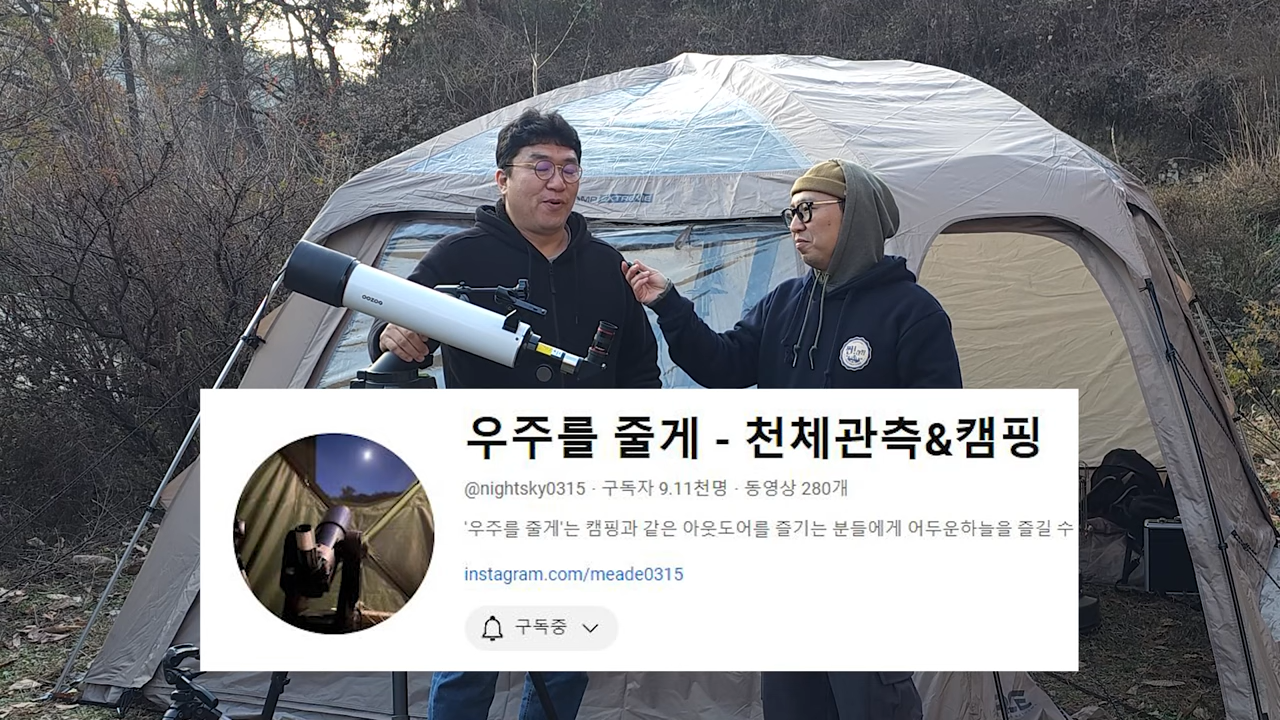 OOZOO
우주를 줄게 - 천체관측&캠핑
@nightsky0315 · 구독자 9.11천명 · 동영상 280개
'우주를 줄게'는 캠핑과 같은 아웃도어를 즐기는 분들에게 어두운하늘을 즐길 수
instagram.com/meade0315
구독중